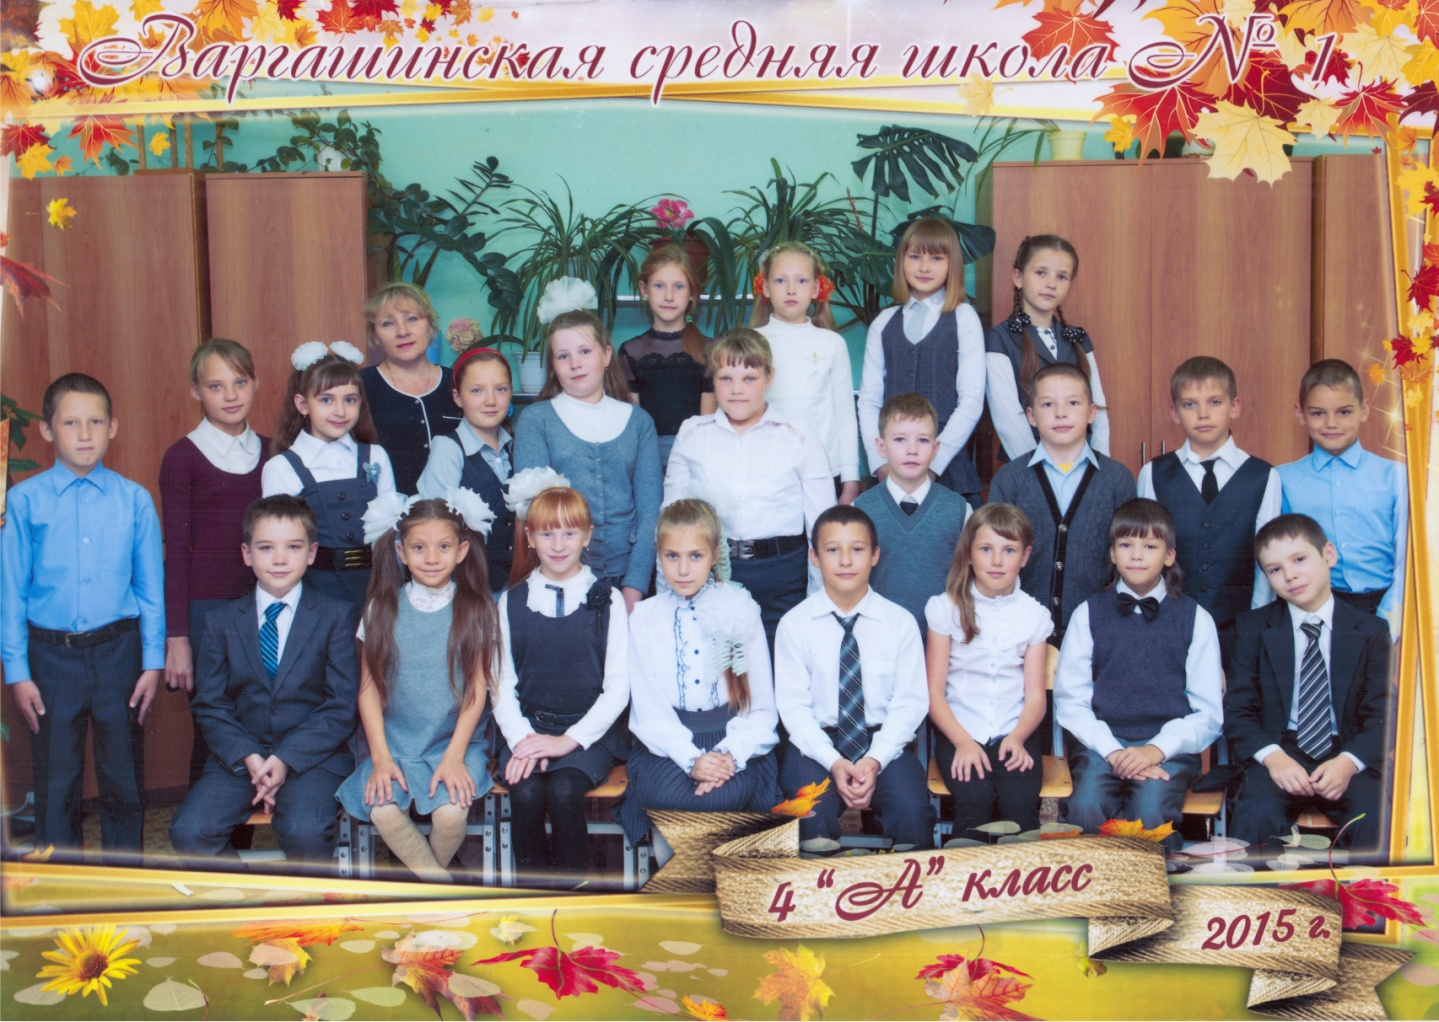 Варгашинская средняя школа № 1
4 "А" класс
2015 г.